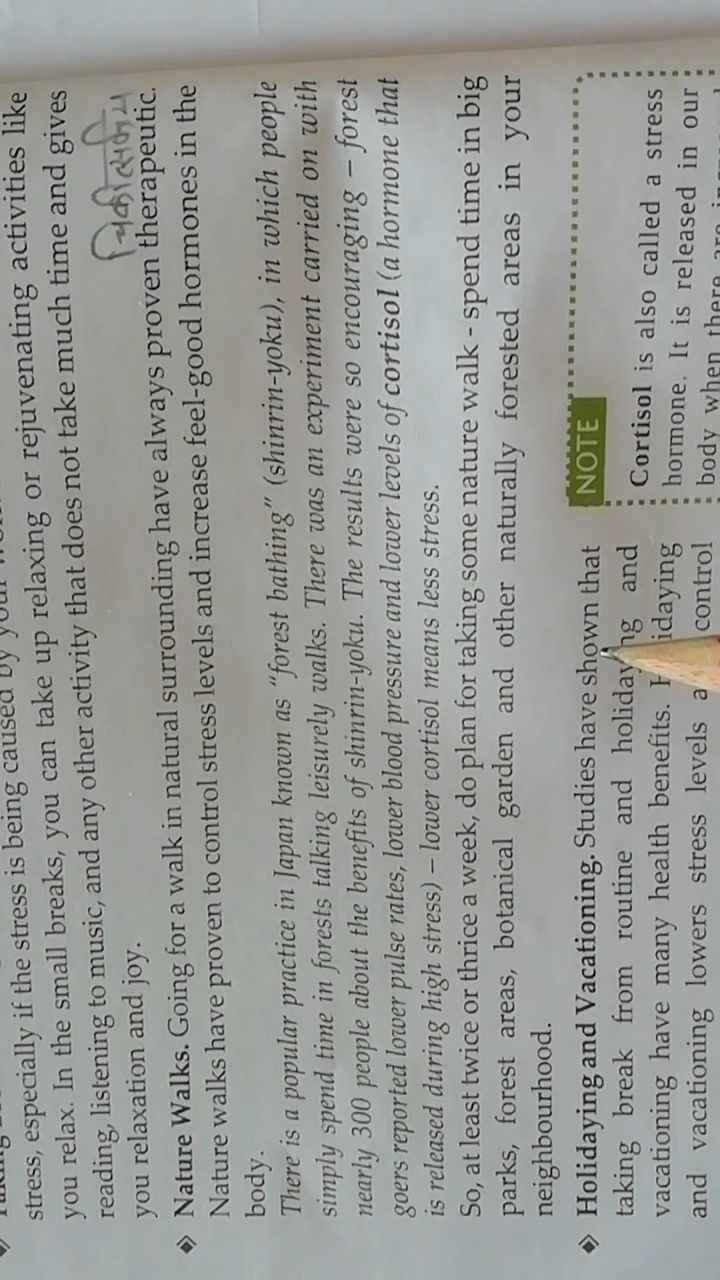 stress, especially if the stress is being caused by your
you relax. In the small breaks, you can take up relaxing or rejuvenating activities like
reading, listening to music, and any other activity that does not take much time and gives
you relaxation and joy.
चिकीत्सकिय
◈ Nature Walks. Going for a walk in natural surrounding have always proven therapeutic.
Nature walks have proven to control stress levels and increase feel-good hormones in the
body.
There is a popular practice in Japan known as "forest bathing" (shinrin-yoku), in which people
simply spend time in forests talking leisurely walks. There was an experiment carried on with
nearly 300 people about the benefits of shinrin-yoku. The results were so encouraging – forest
goers reported lower pulse rates, lower blood pressure and lower levels of cortisol (a hormone that
is released during high stress) – lower cortisol means less stress.
So, at least twice or thrice a week, do plan for taking some nature walk - spend time in big
parks, forest areas, botanical garden and other naturally forested areas in your
neighbourhood.
◈ Holidaying and Vacationing. Studies have shown that
taking break from routine and holidaying and
vacationing have many health benefits. idaying
and vacationing lowers stress levels a control
NOTE
Cortisol is also called a stress
hormone. It is released in our
body when there are